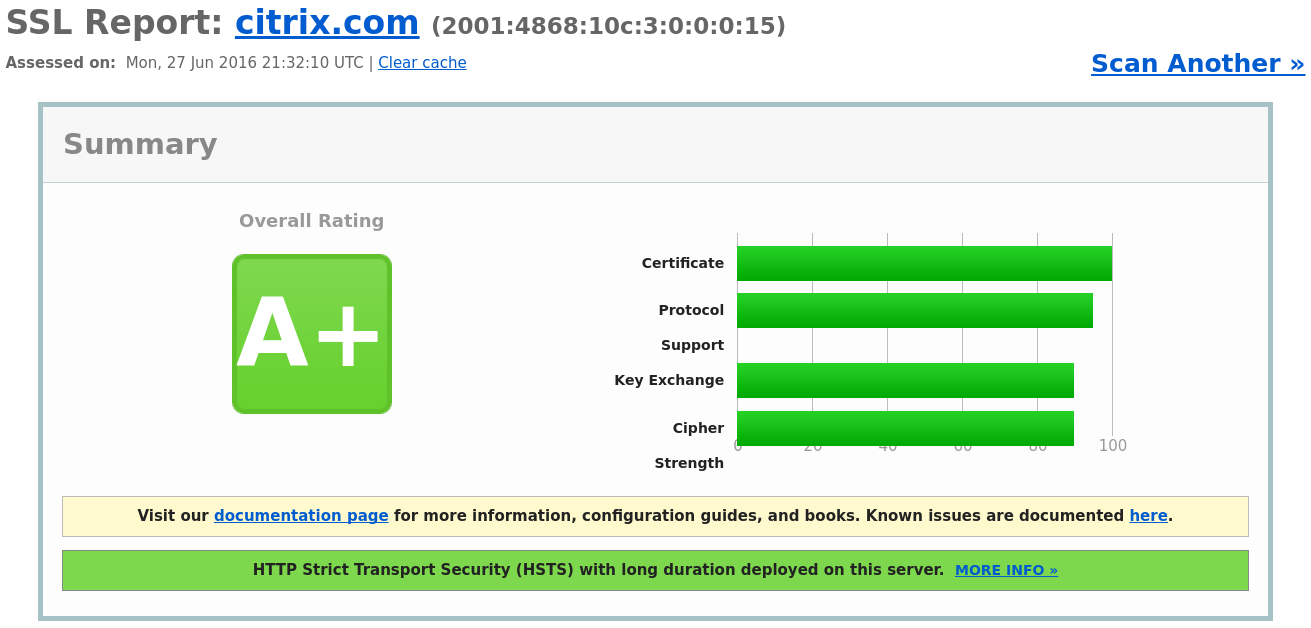 SSL Report: citrix.com (2001:4868:10c:3:0:0:0:15)
Assessed on: Mon, 27 Jun 2016 21:32:10 UTC | Clear cache
Scan Another »
Summary
Overall Rating
A+
Certificate
Protocol
Support
Key Exchange
Cipher
Strength
0 20 40 60 80 100
Visit our documentation page for more information, configuration guides, and books. Known issues are documented here.
HTTP Strict Transport Security (HSTS) with long duration deployed on this server. MORE INFO »